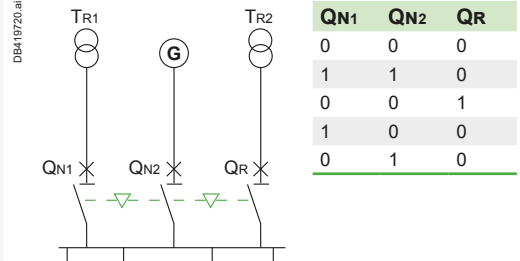 DB419720.ai
TR1 TR2
G
QN1 QN2 QR
QN1 QN2 QR
0 0 0
1 1 0
0 0 1
1 0 0
0 1 0